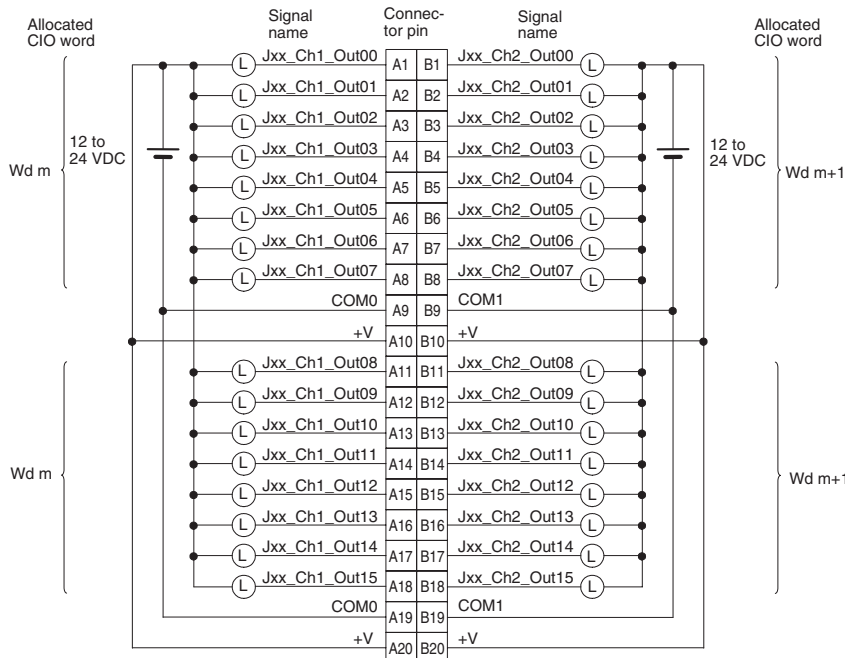 Allocated CIO word Signal name Connec-tor pin Signal name Allocated CIO word
L Jxx_Ch1_Out00 A1 B1 Jxx_Ch2_Out00 L
L Jxx_Ch1_Out01 A2 B2 Jxx_Ch2_Out01 L
L Jxx_Ch1_Out02 A3 B3 Jxx_Ch2_Out02 L
12 to 24 VDC L Jxx_Ch1_Out03 A4 B4 Jxx_Ch2_Out03 L 12 to 24 VDC
Wd m L Jxx_Ch1_Out04 A5 B5 Jxx_Ch2_Out04 L Wd m+1
L Jxx_Ch1_Out05 A6 B6 Jxx_Ch2_Out05 L
L Jxx_Ch1_Out06 A7 B7 Jxx_Ch2_Out06 L
L Jxx_Ch1_Out07 A8 B8 Jxx_Ch2_Out07 L
COM0 A9 B9 COM1
+V A10 B10 +V
L Jxx_Ch1_Out08 A11 B11 Jxx_Ch2_Out08 L
L Jxx_Ch1_Out09 A12 B12 Jxx_Ch2_Out09 L
L Jxx_Ch1_Out10 A13 B13 Jxx_Ch2_Out10 L
Wd m L Jxx_Ch1_Out11 A14 B14 Jxx_Ch2_Out11 L Wd m+1
L Jxx_Ch1_Out12 A15 B15 Jxx_Ch2_Out12 L
L Jxx_Ch1_Out13 A16 B16 Jxx_Ch2_Out13 L
L Jxx_Ch1_Out14 A17 B17 Jxx_Ch2_Out14 L
L Jxx_Ch1_Out15 A18 B18 Jxx_Ch2_Out15 L
COM0 A19 B19 COM1
+V A20 B20 +V